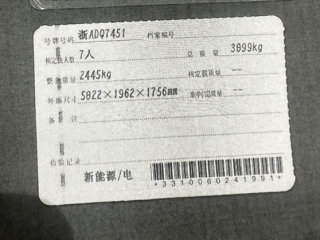 号牌号码 浙ADQ7451 档案编号
核定载人数 7人 总质量 3099kg
整备质量 2445kg 核定载质量 --
外廓尺寸 5022×1962×1756mm 准牵引总质量 --
备注
检验记录
新能源/电
*3310060241991*